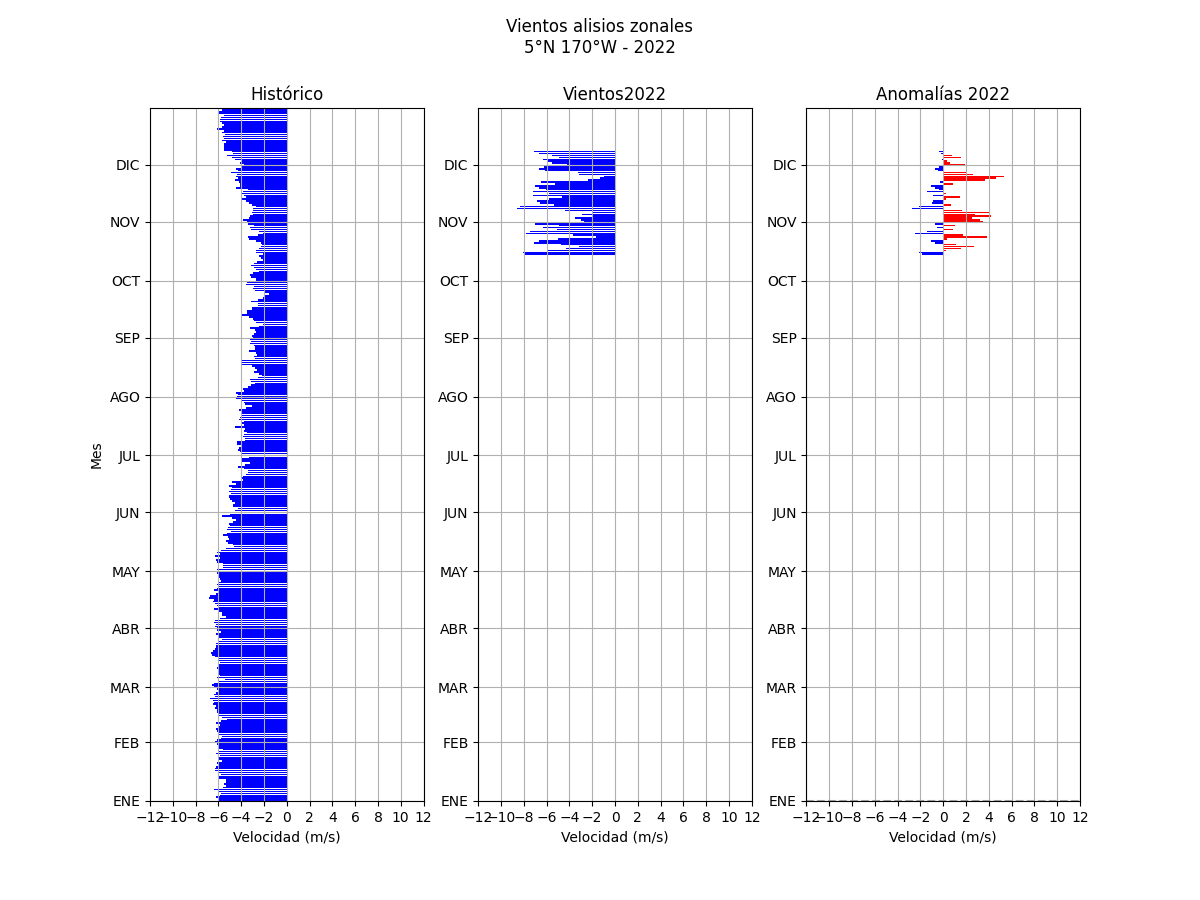 Vientos alisios zonales
5°N 170°W - 2022
Histórico
DIC
NOV
OCT
SEP
AGO
JUL
JUN
MAY
ABR
MAR
FEB
ENE
Mes
−12 −10 −8 −6 −4 −2 0 2 4 6 8 10 12
Velocidad (m/s)
Vientos2022
DIC
NOV
OCT
SEP
AGO
JUL
JUN
MAY
ABR
MAR
FEB
ENE
−12 −10 −8 −6 −4 −2 0 2 4 6 8 10 12
Velocidad (m/s)
Anomalías 2022
DIC
NOV
OCT
SEP
AGO
JUL
JUN
MAY
ABR
MAR
FEB
ENE
−12 −10 −8 −6 −4 −2 0 2 4 6 8 10 12
Velocidad (m/s)